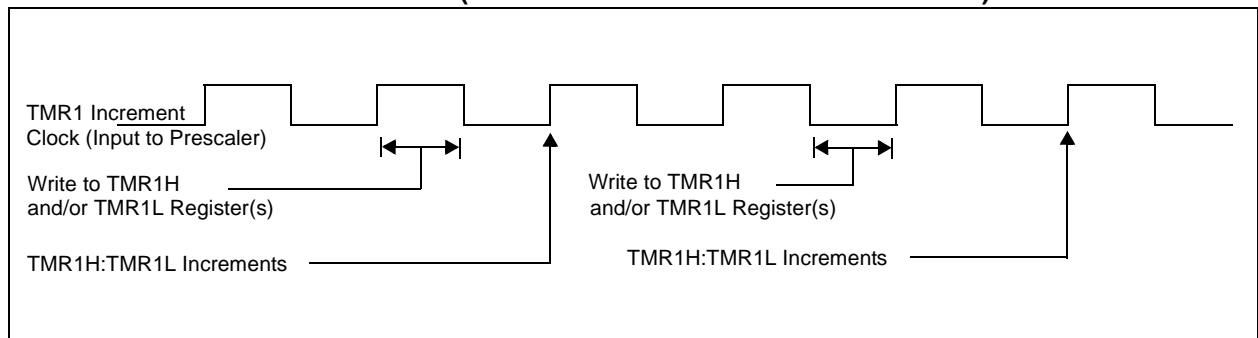 TMR1 Increment
Clock (Input to Prescaler)
Write to TMR1H
and/or TMR1L Register(s)
Write to TMR1H
and/or TMR1L Register(s)
TMR1H:TMR1L Increments
TMR1H:TMR1L Increments